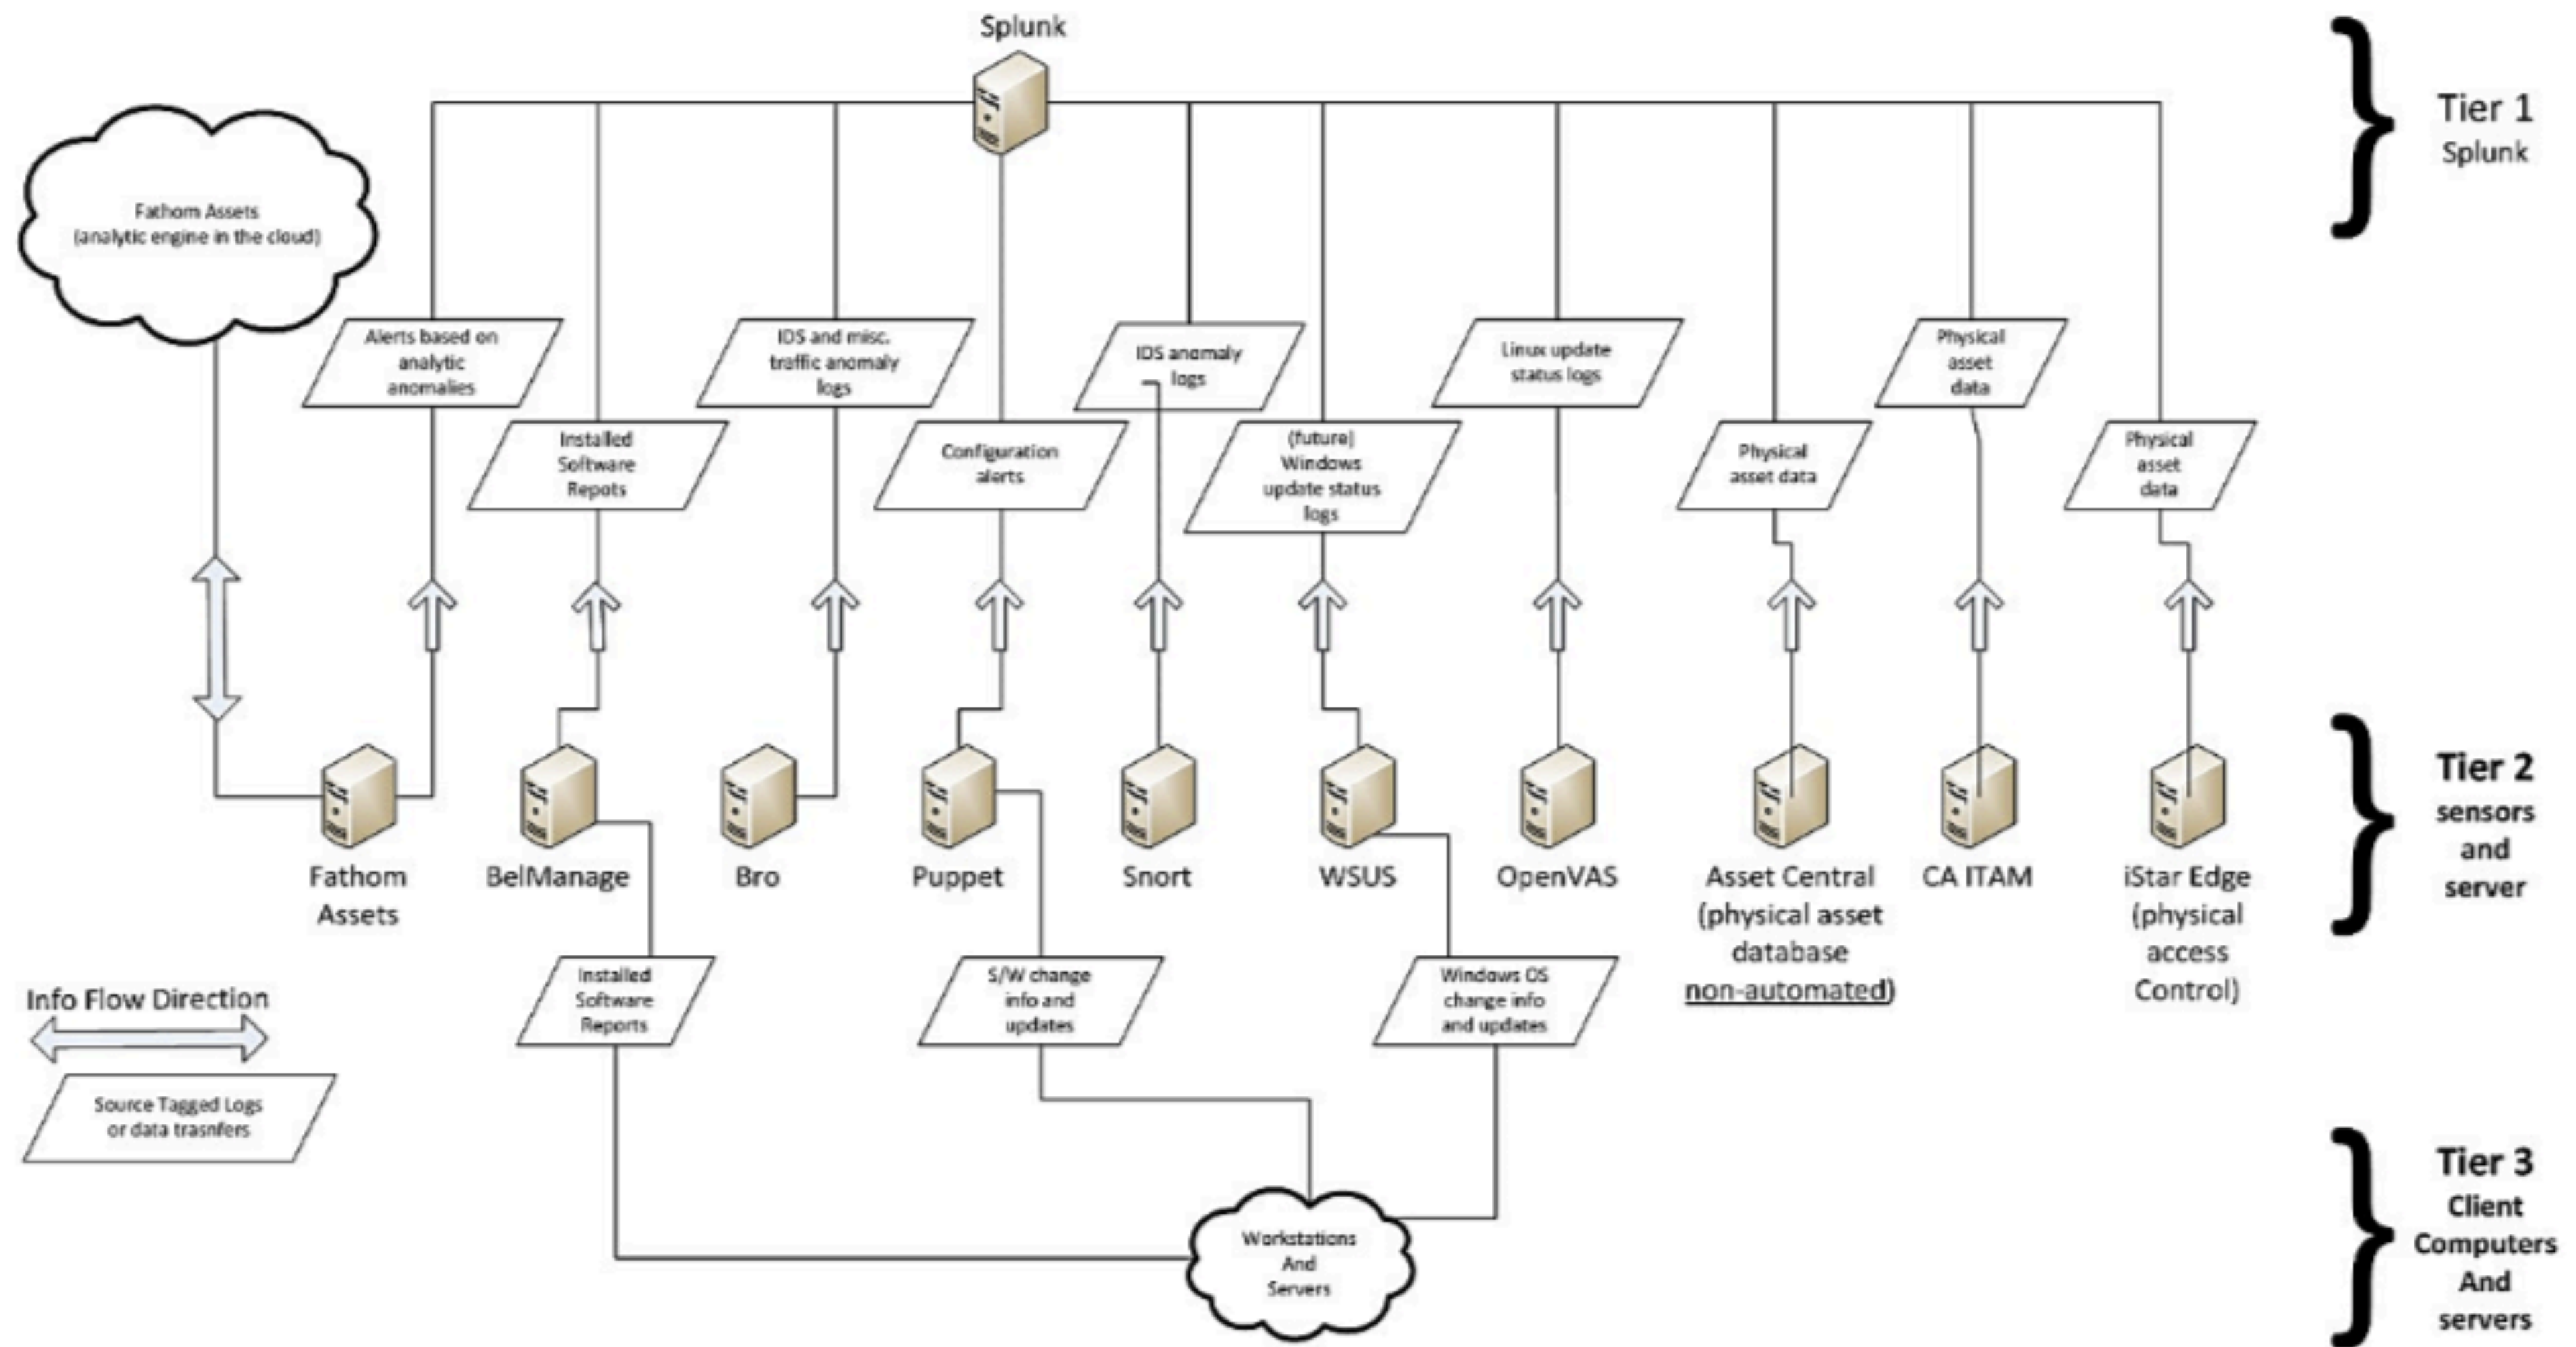 Splunk
Tier 1
Splunk
Fathom Assets
(analytic engine in the cloud)
Alerts based on
analytic
anomalies
Installed
Software
Repots
IDS and misc.
traffic anomaly
logs
Configuration
alerts
IDS anomaly
logs
(future)
Windows
update status
logs
Linux update
status logs
Physical
asset data
Physical
asset
data
Physical
asset
data
Fathom
Assets
BelManage
Bro
Puppet
Snort
WSUS
OpenVAS
Asset Central
(physical asset
database
non-automated)
CA ITAM
iStar Edge
(physical
access
Control)
Tier 2
sensors
and
server
Info Flow Direction
Source Tagged Logs
or data trasnfers
Installed
Software
Reports
S/W change
info and
updates
Windows OS
change info
and updates
Workstations
And
Servers
Tier 3
Client
Computers
And
servers